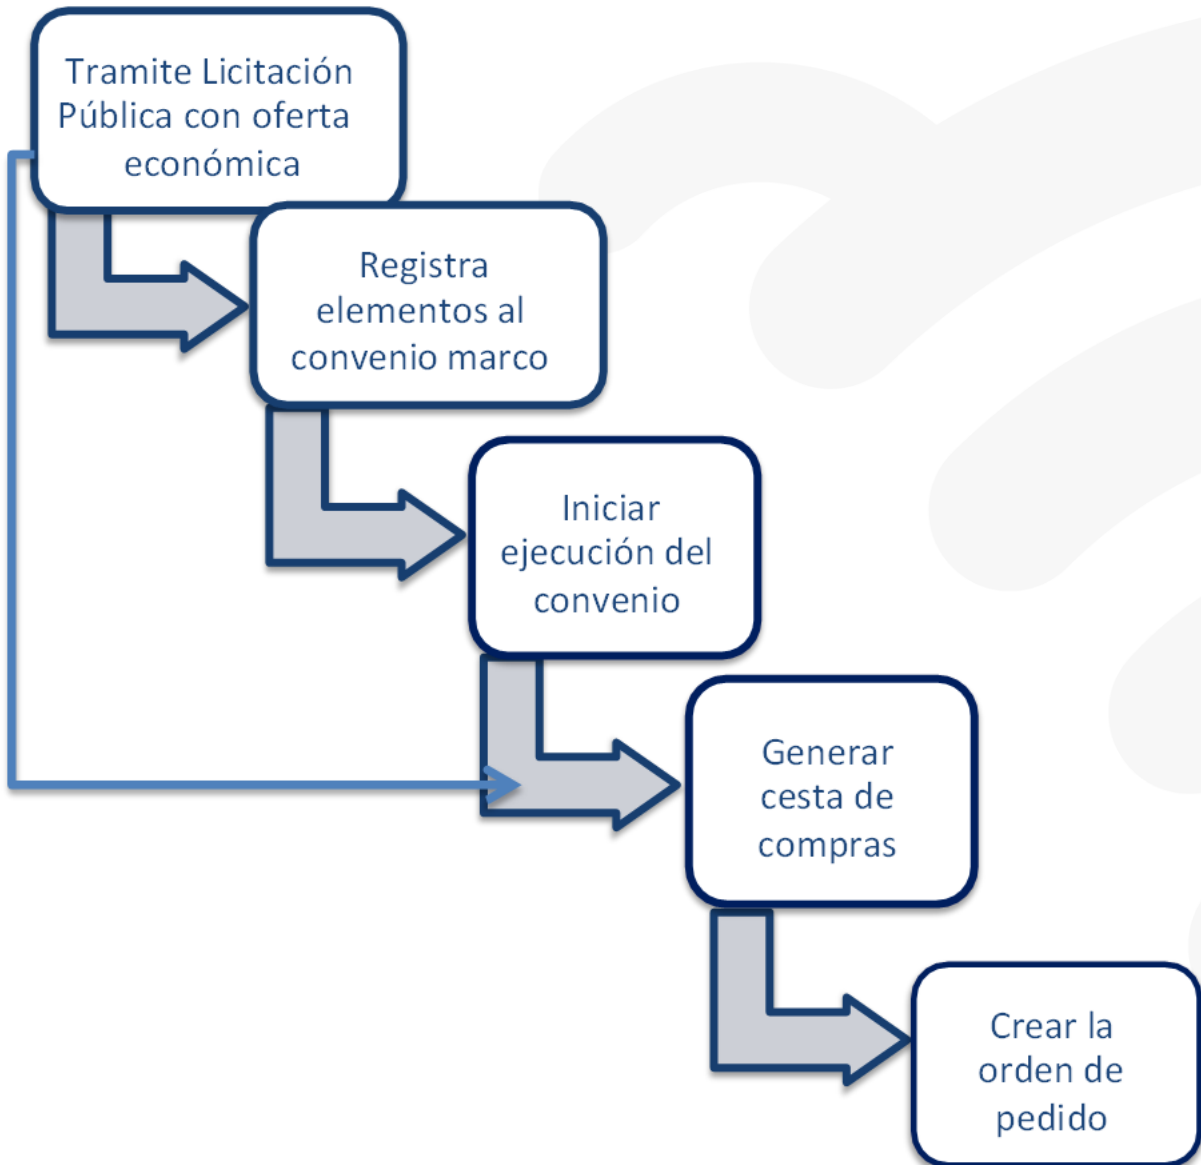 Tramite Licitación
Pública con oferta
económica
Registra
elementos al
convenio marco
Iniciar
ejecución del
convenio
Generar
cesta de
compras
Crear la
orden de
pedido